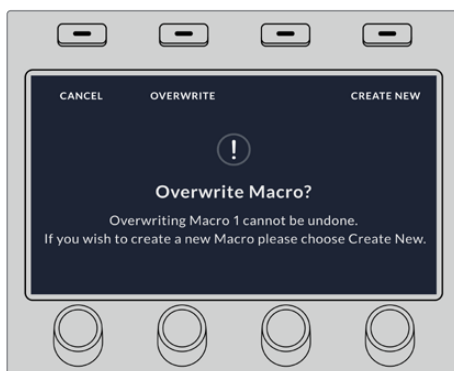 CANCEL OVERWRITE CREATE NEW
Overwrite Macro?
Overwriting Macro 1 cannot be undone.
If you wish to create a new Macro please choose Create New.